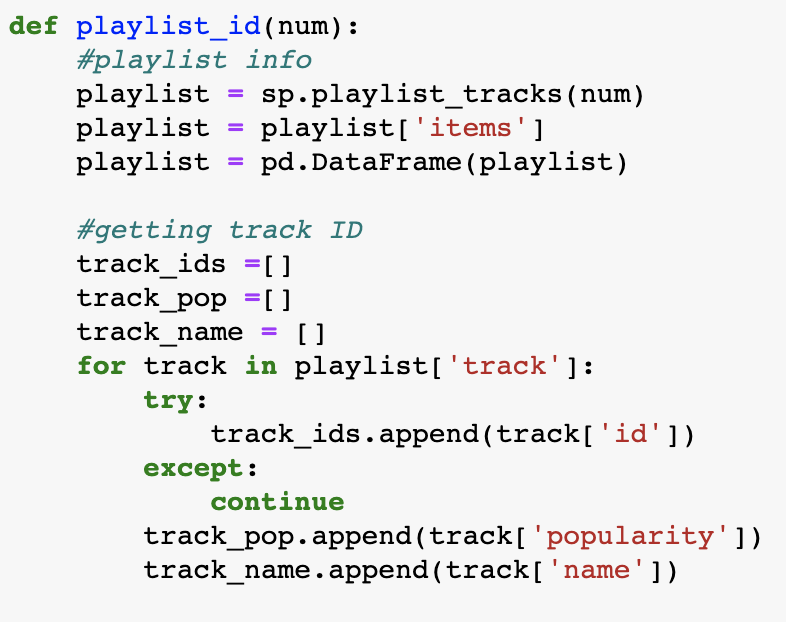 def playlist_id(num):
    #playlist info
    playlist = sp.playlist_tracks(num)
    playlist = playlist['items']
    playlist = pd.DataFrame(playlist)

    #getting track ID
    track_ids =[]
    track_pop =[]
    track_name = []
    for track in playlist['track']:
        try:
            track_ids.append(track['id'])
        except:
            continue
        track_pop.append(track['popularity'])
        track_name.append(track['name'])